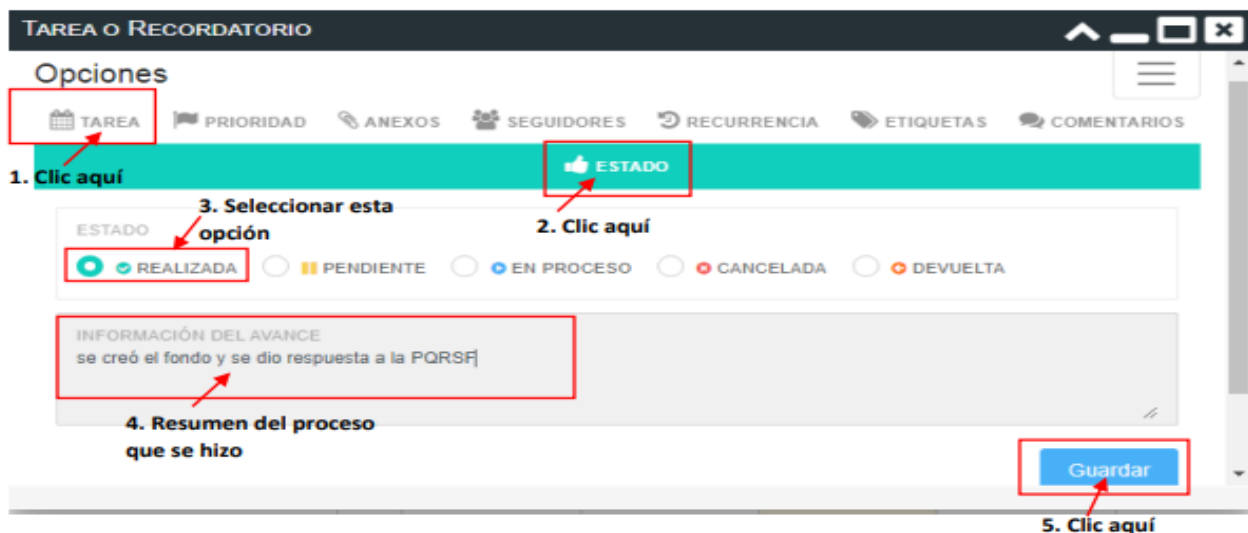 TAREA O RECORDATORIO
Opciones
TAREA PRIORIDAD ANEXOS SEGUIDORES RECURRENCIA ETIQUETAS COMENTARIOS
1. Clic aquí
ESTADO
2. Clic aquí
3. Seleccionar esta
opción
ESTADO
REALIZADA PENDIENTE EN PROCESO CANCELADA DEVUELTA
INFORMACIÓN DEL AVANCE
se creó el fondo y se dio respuesta a la PQRSF
4. Resumen del proceso
que se hizo
Guardar
5. Clic aquí